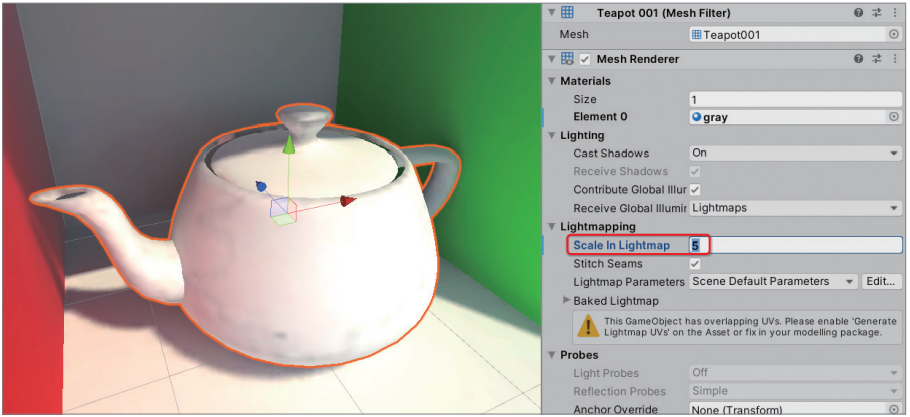 Teapot 001 (Mesh Filter)
Mesh Teapot001
Mesh Renderer
Materials
Size 1
Element 0 gray
Lighting
Cast Shadows On
Receive Shadows
Contribute Global Illur
Receive Global Illumir Lightmaps
Lightmapping
Scale In Lightmap 5
Stitch Seams
Lightmap Parameters Scene Default Parameters Edit...
Baked Lightmap
This GameObject has overlapping UVs. Please enable 'Generate
Lightmap UVs' on the Asset or fix in your modelling package.
Probes
Light Probes Off
Reflection Probes Simple
Anchor Override None (Transform)